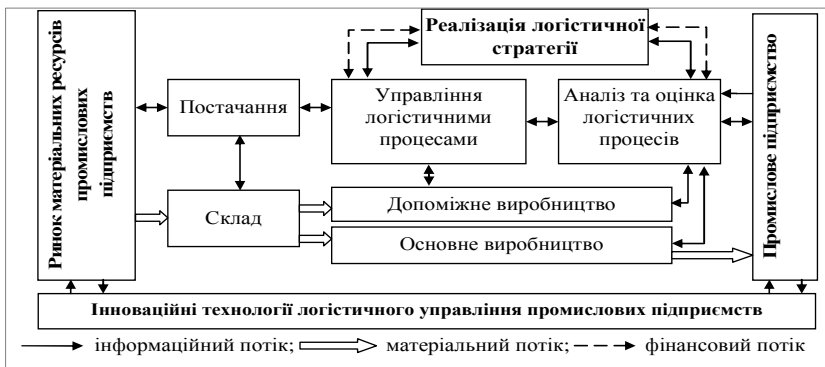 Ринок матеріальних ресурсів
промислових
підприємств
Реалізація логістичної
стратегії
Постачання
Управління
логістичними
процесами
Аналіз та оцінка
логістичних
процесів
Промислове підприємство
Склад
Допоміжне виробництво
Основне виробництво
Інноваційні технології логістичного управління промислових підприємств
інформаційний потік; матеріальний потік; фінансовий потік